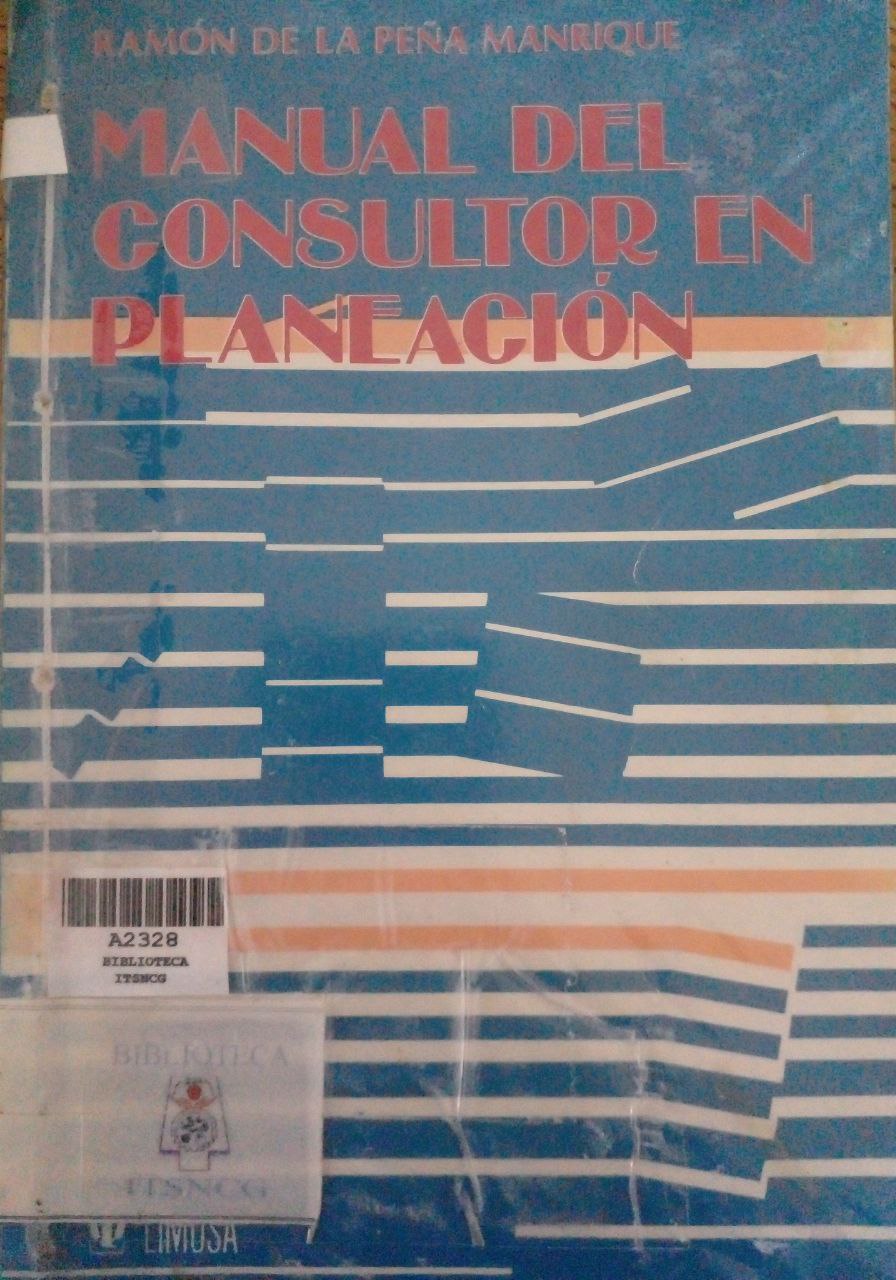 RAMÓN DE LA PEÑA MANRIQUE
MANUAL DEL
CONSULTOR EN
PLANEACIÓN
A2328
BIBLIOTECA
ITSNCG
BIBLIOTECA
ITSNCG
LIMUSA